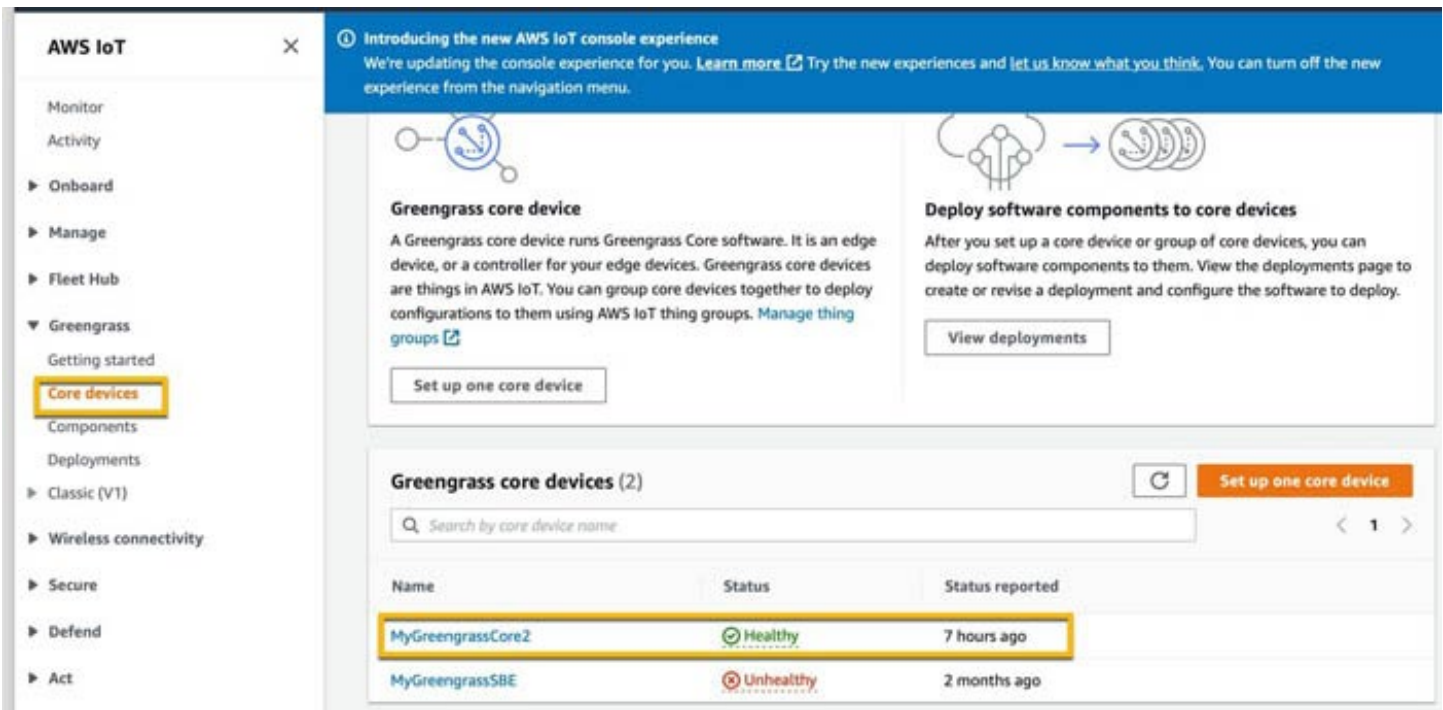 AWS IoT
Monitor
Activity
Onboard
Manage
Fleet Hub
Greengrass
Getting started
Core devices
Components
Deployments
Classic (V1)
Wireless connectivity
Secure
Defend
Act
Introducing the new AWS IoT console experience
We're updating the console experience for you. Learn more Try the new experiences and let us know what you think. You can turn off the new
experience from the navigation menu.
Greengrass core device
A Greengrass core device runs Greengrass Core software. It is an edge
device, or a controller for your edge devices. Greengrass core devices
are things in AWS IoT. You can group core devices together to deploy
configurations to them using AWS IoT thing groups. Manage thing
groups
Set up one core device
Deploy software components to core devices
After you set up a core device or group of core devices, you can
deploy software components to them. View the deployments page to
create or revise a deployment and configure the software to deploy.
View deployments
Greengrass core devices (2)
Set up one core device
Search by core device name
1
Name Status Status reported
MyGreengrassCore2 Healthy 7 hours ago
MyGreengrassSBE Unhealthy 2 months ago